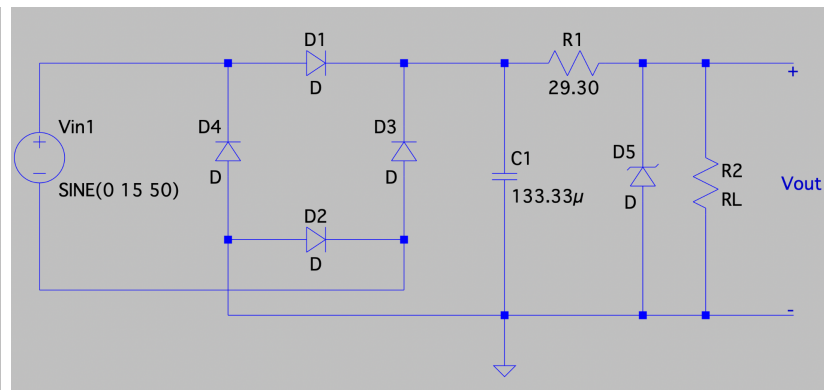 D1
D
R1
29.30
+
Vin1
SINE(0 15 50)
D4
D
D3
D
C1
133.33µ
D5
D
R2
RL
Vout
D2
D
-